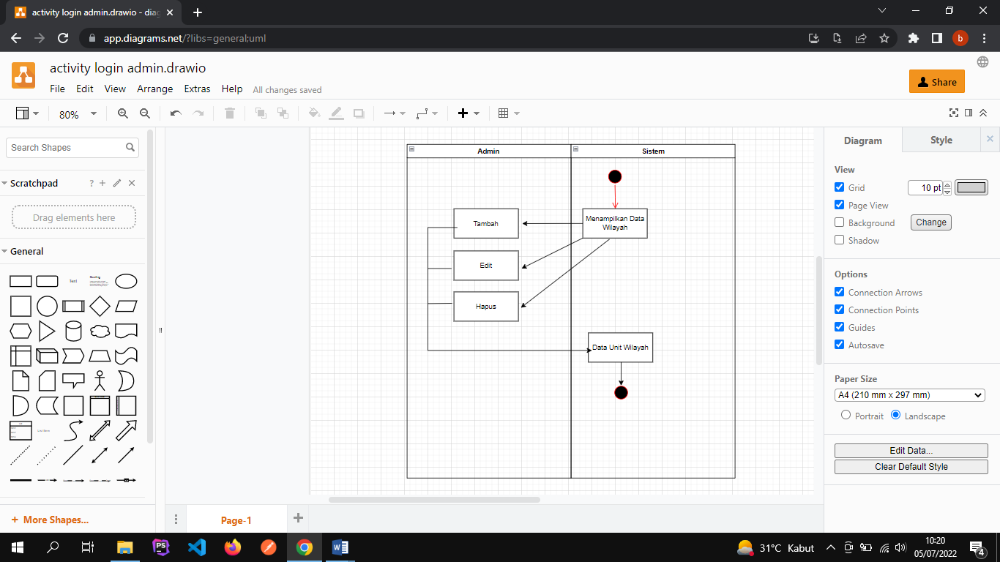 activity login admin.drawio - diag
app.diagrams.net/?libs=general;uml
b
activity login admin.drawio
File Edit View Arrange Extras Help All changes saved
Share
80%
Search Shapes
Scratchpad
?
Drag elements here
General
Text
Heading
More Shapes...
Admin
Sistem
Tambah
Menampilkan Data
Wilayah
Edit
Hapus
Data Unit Wilayah
Page-1
Diagram
Style
View
Grid
10 pt
Page View
Background
Change
Shadow
Options
Connection Arrows
Connection Points
Guides
Autosave
Paper Size
A4 (210 mm x 297 mm)
Portrait
Landscape
Edit Data...
Clear Default Style
PS
31°C Kabut
10:20
05/07/2022
4